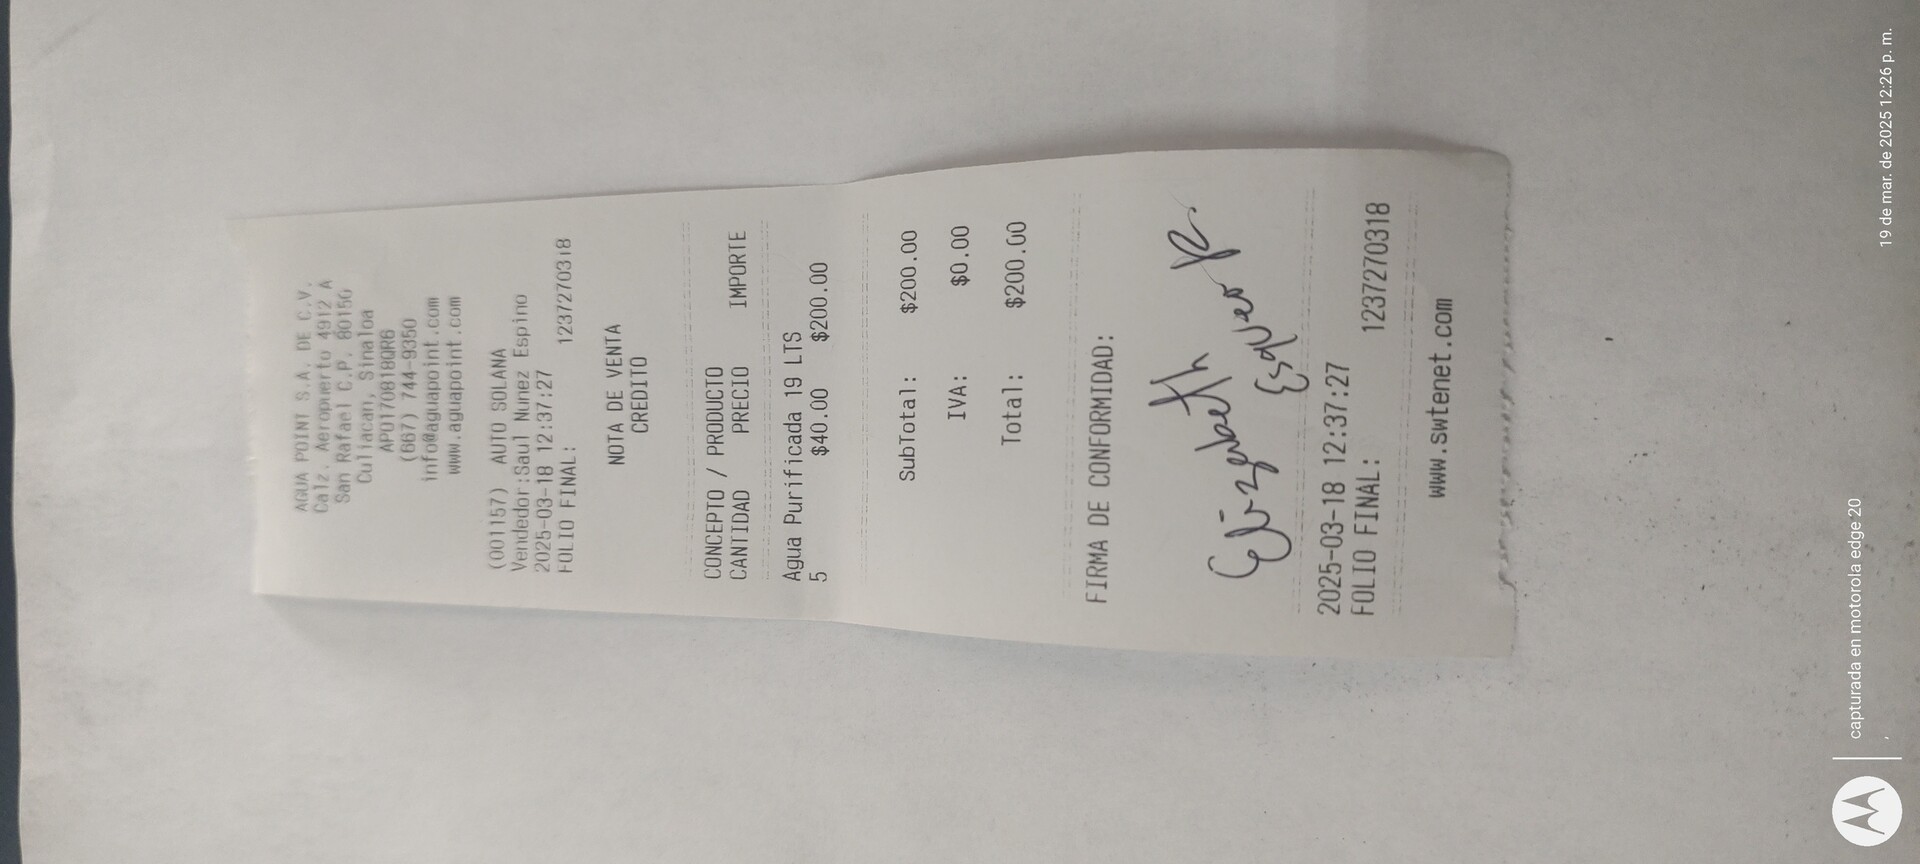 AGUA POINT S.A. DE C.V.
Calz. Aeropuerto 4912 A
San Rafael C.P. 80150
Culiacan, Sinaloa
APO170818QR6
(667) 744-9350
info@aguapoint.com
www.aguapoint.com
(001157) AUTO SOLANA
Vendedor:Saul Nunez Espino
2025-03-18 12:37:27
FOLIO FINAL: 1237270318
NOTA DE VENTA
CREDITO
CONCEPTO / PRODUCTO
CANTIDAD PRECIO IMPORTE
Agua Purificada 19 LTS
5 $40.00 $200.00
SubTotal: $200.00
IVA: $0.00
Total: $200.00
FIRMA DE CONFORMIDAD:
Elizabeth
Esquer R.
2025-03-18 12:37:27
FOLIO FINAL:
1237270318
www.swtenet.com
capturada en motorola edge 20
19 de mar. de 2025 12:26 p. m.